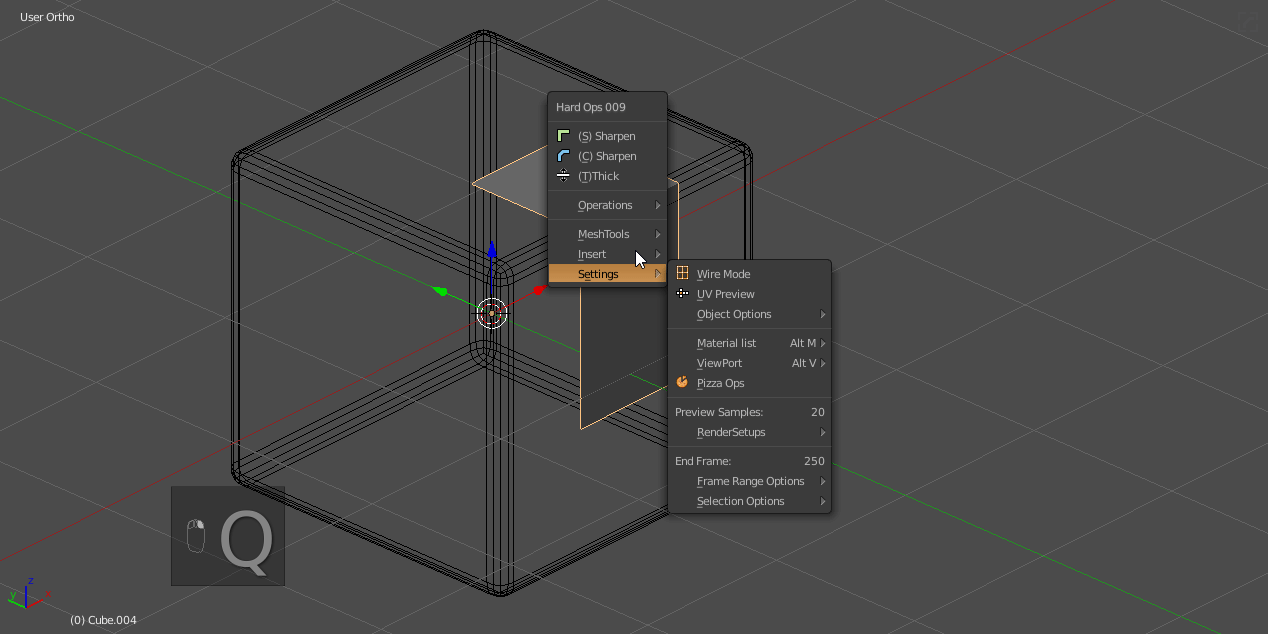 User Ortho
Hard Ops 009
(S) Sharpen
(C) Sharpen
(T)Thick
Operations
MeshTools
Insert
Settings
Wire Mode
UV Preview
Object Options
Material list Alt M
ViewPort Alt V
Pizza Ops
Preview Samples: 20
RenderSetups
End Frame: 250
Frame Range Options
Selection Options
Q
z
y
x
(0) Cube.004